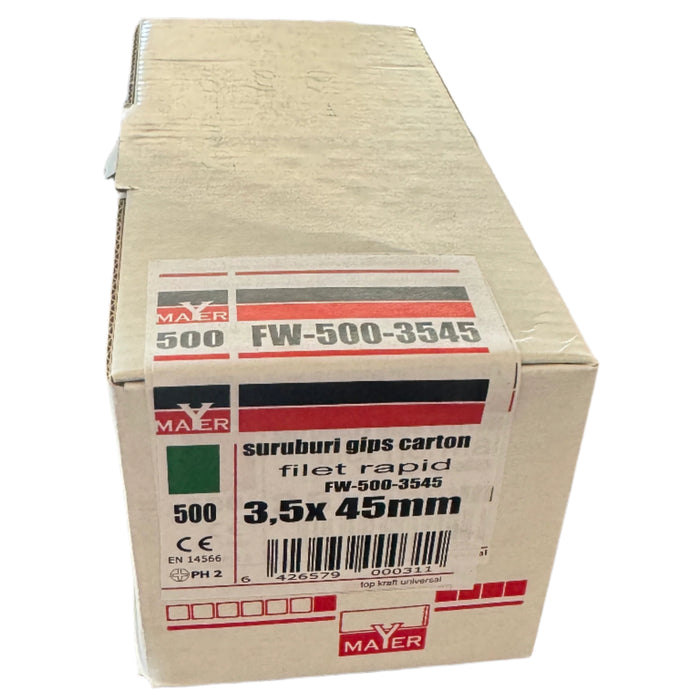 MAYER
500 FW-500-3545
MAYER
suruburi gips carton
filet rapid
FW-500-3545
500 3,5x 45mm
CE
EN 14566
PH 2
6 426579 000311
top kraft universal
MAYER